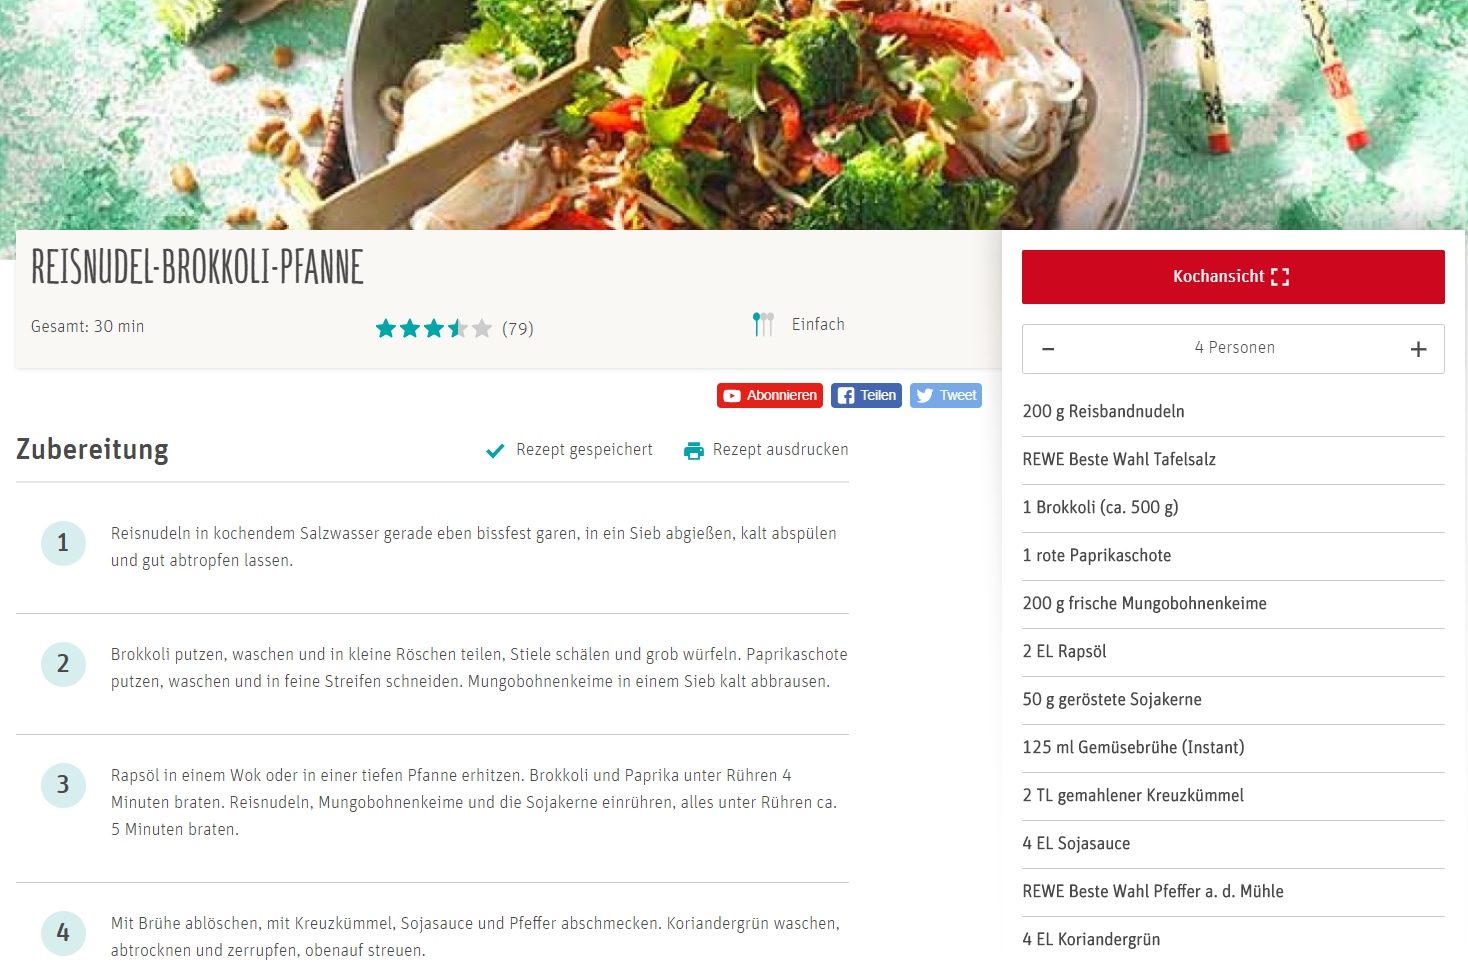 REISNUDEL-BROKKOLI-PFANNE
Gesamt: 30 min
(79)
Einfach
Abonnieren
Teilen
Tweet
Zubereitung
Rezept gespeichert
Rezept ausdrucken
1
Reisnudeln in kochendem Salzwasser gerade eben bissfest garen, in ein Sieb abgießen, kalt abspülen
und gut abtropfen lassen.
2
Brokkoli putzen, waschen und in kleine Röschen teilen, Stiele schälen und grob würfeln. Paprikaschote
putzen, waschen und in feine Streifen schneiden. Mungobohnenkeime in einem Sieb kalt abbrausen.
3
Rapsöl in einem Wok oder in einer tiefen Pfanne erhitzen. Brokkoli und Paprika unter Rühren 4
Minuten braten. Reisnudeln, Mungobohnenkeime und die Sojakerne einrühren, alles unter Rühren ca.
5 Minuten braten.
4
Mit Brühe ablöschen, mit Kreuzkümmel, Sojasauce und Pfeffer abschmecken. Koriandergrün waschen,
abtrocknen und zerrupfen, obenauf streuen.
Kochansicht
− 4 Personen +
200 g Reisbandnudeln
REWE Beste Wahl Tafelsalz
1 Brokkoli (ca. 500 g)
1 rote Paprikaschote
200 g frische Mungobohnenkeime
2 EL Rapsöl
50 g geröstete Sojakerne
125 ml Gemüsebrühe (Instant)
2 TL gemahlener Kreuzkümmel
4 EL Sojasauce
REWE Beste Wahl Pfeffer a. d. Mühle
4 EL Koriandergrün